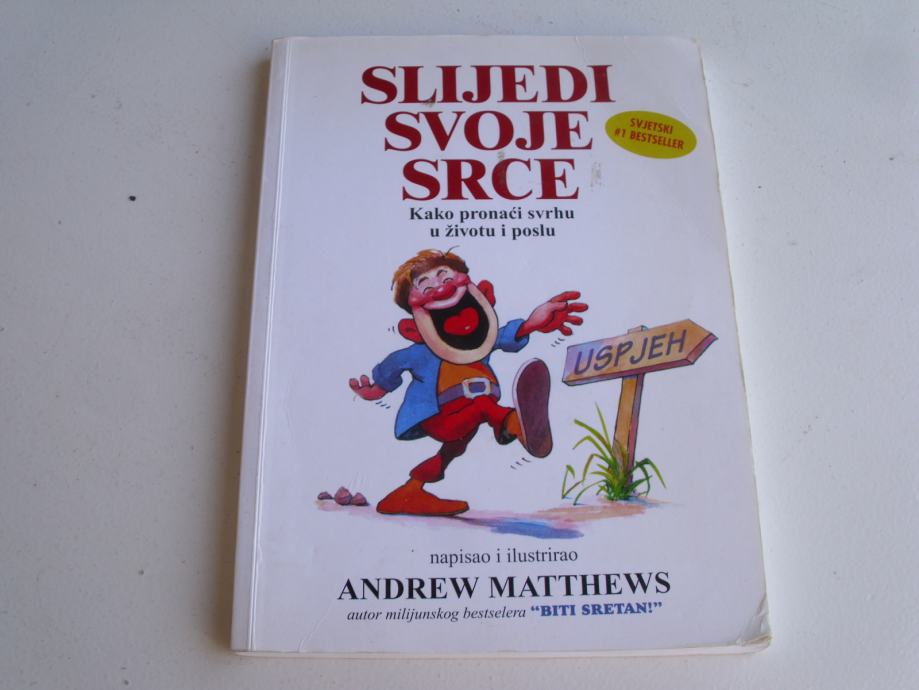 SLIJEDI
SVOJE
SRCE
SVJETSKI
#1 BESTSELLER
Kako pronaći svrhu
u životu i poslu
USPJEH
napisao i ilustrirao
ANDREW MATTHEWS
autor milijunskog bestselera “BITI SRETAN!”